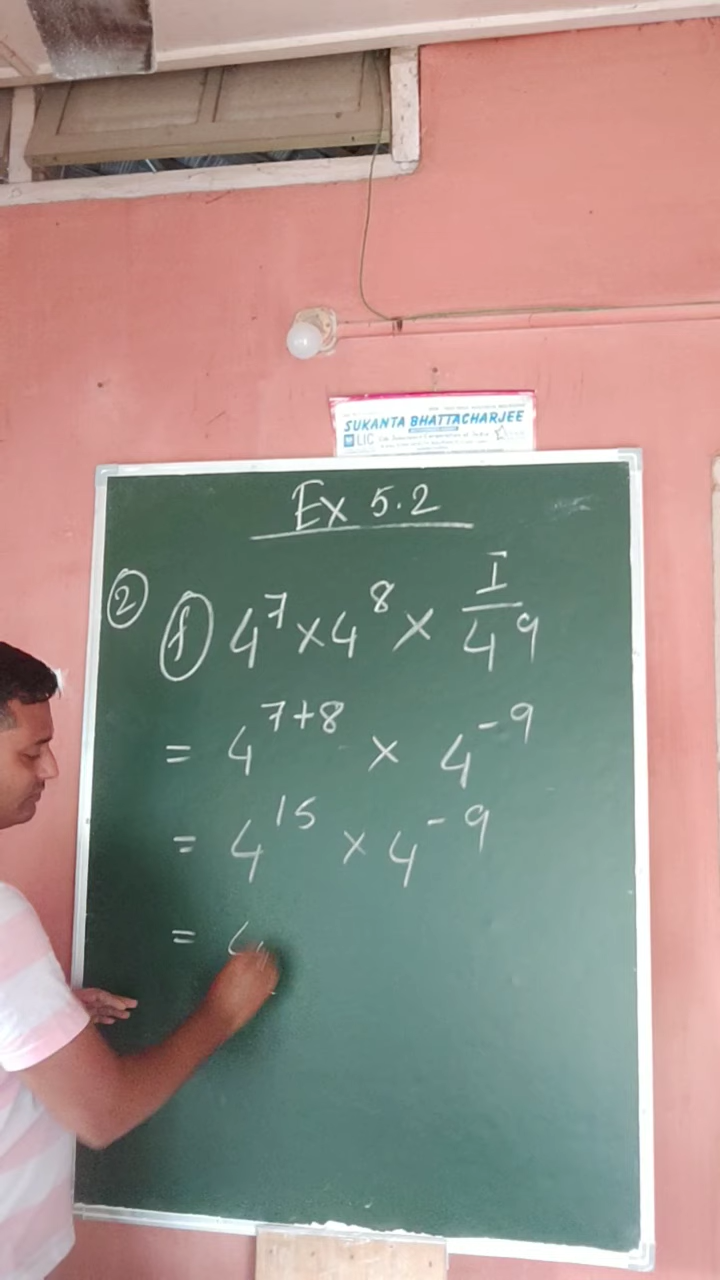 SUKANTA BHATTACHARJEE
LIC
Ex 5.2
② ⓕ 4⁷ × 4⁸ × 1/4⁹
= 4⁷⁺⁸ × 4⁻⁹
= 4¹⁵ × 4⁻⁹
= 4